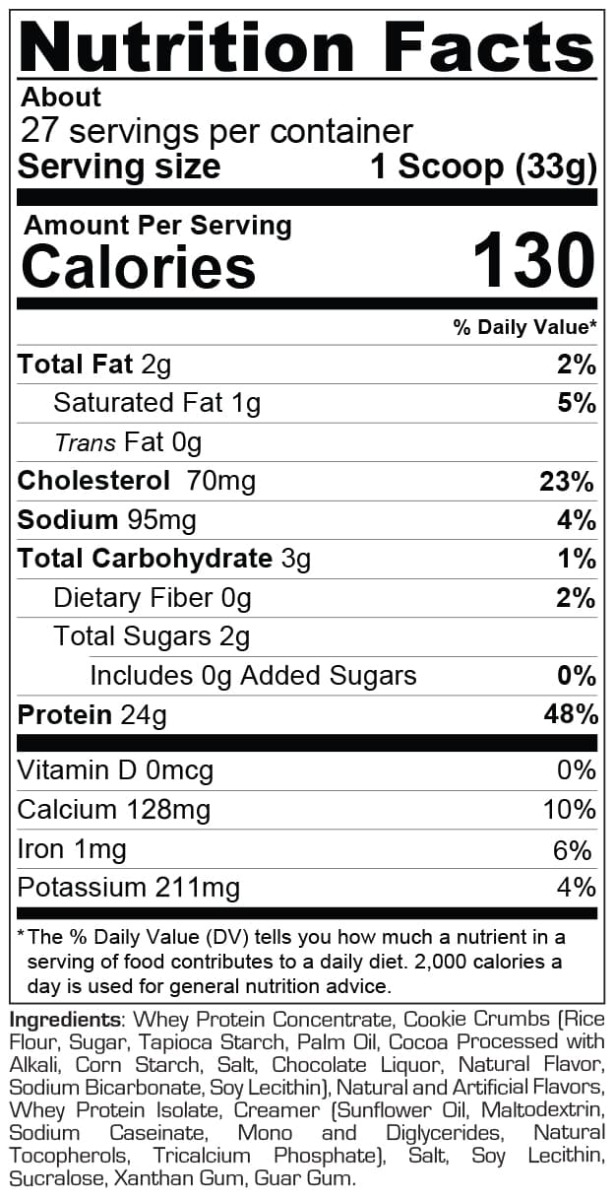 Nutrition Facts
About
27 servings per container
Serving size 1 Scoop (33g)
Amount Per Serving
Calories 130
% Daily Value*
Total Fat 2g 2%
Saturated Fat 1g 5%
Trans Fat 0g
Cholesterol 70mg 23%
Sodium 95mg 4%
Total Carbohydrate 3g 1%
Dietary Fiber 0g 2%
Total Sugars 2g
Includes 0g Added Sugars 0%
Protein 24g 48%
Vitamin D 0mcg 0%
Calcium 128mg 10%
Iron 1mg 6%
Potassium 211mg 4%
*The % Daily Value (DV) tells you how much a nutrient in a
serving of food contributes to a daily diet. 2,000 calories a
day is used for general nutrition advice.
Ingredients: Whey Protein Concentrate, Cookie Crumbs (Rice
Flour, Sugar, Tapioca Starch, Palm Oil, Cocoa Processed with
Alkali, Corn Starch, Salt, Chocolate Liquor, Natural Flavor,
Sodium Bicarbonate, Soy Lecithin), Natural and Artificial Flavors,
Whey Protein Isolate, Creamer (Sunflower Oil, Maltodextrin,
Sodium Caseinate, Mono and Diglycerides, Natural
Tocopherols, Tricalcium Phosphate), Salt, Soy Lecithin,
Sucralose, Xanthan Gum, Guar Gum.